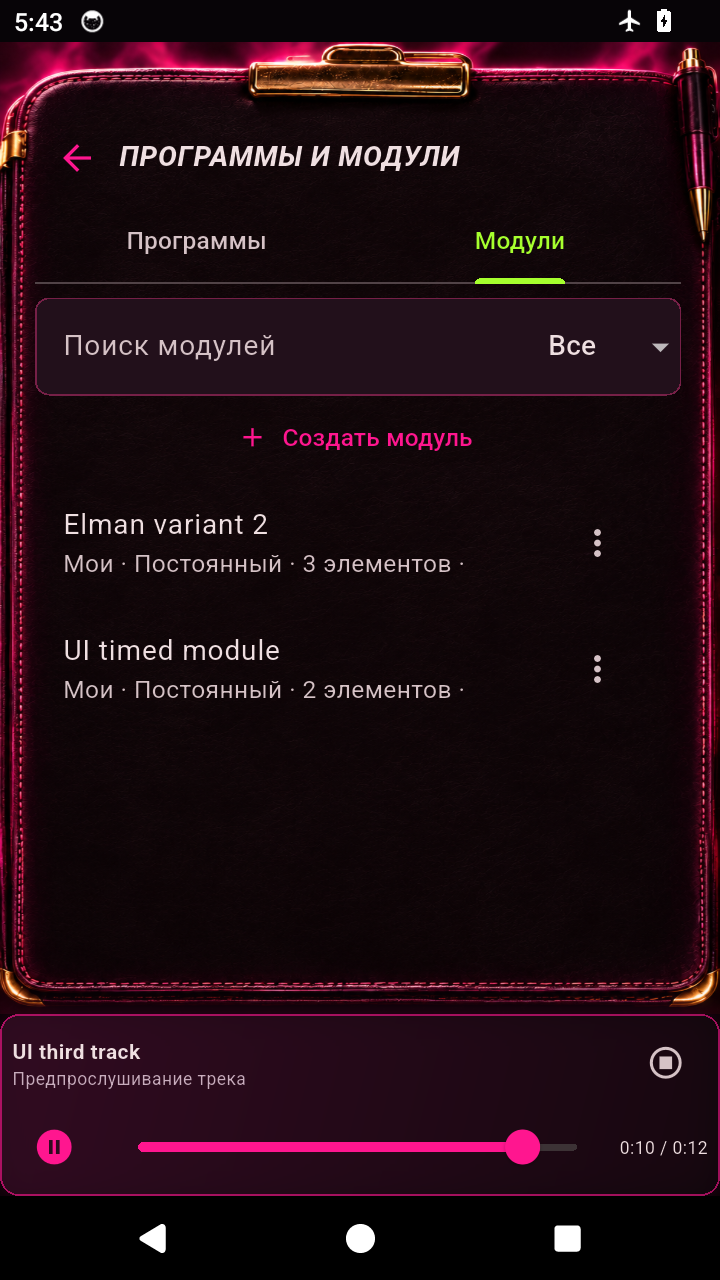 5:43
ПРОГРАММЫ И МОДУЛИ
Программы
Модули
Поиск модулей
Все
+ Создать модуль
Elman variant 2
Мои · Постоянный · 3 элементов ·
UI timed module
Мои · Постоянный · 2 элементов ·
UI third track
Предпрослушивание трека
0:10 / 0:12